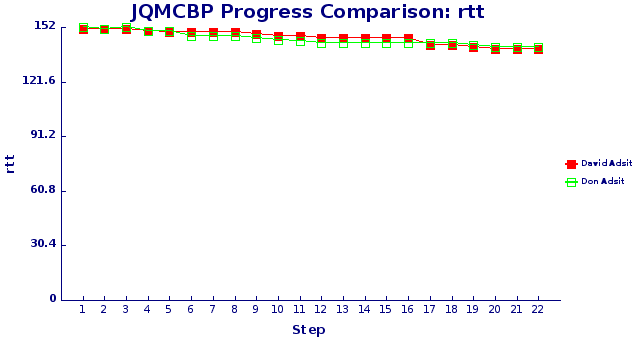 JQMCBP Progress Comparison: rtt
152
121.6
91.2
60.8
30.4
0
rtt
1 2 3 4 5 6 7 8 9 10 11 12 13 14 15 16 17 18 19 20 21 22
Step
David Adsit
Don Adsit